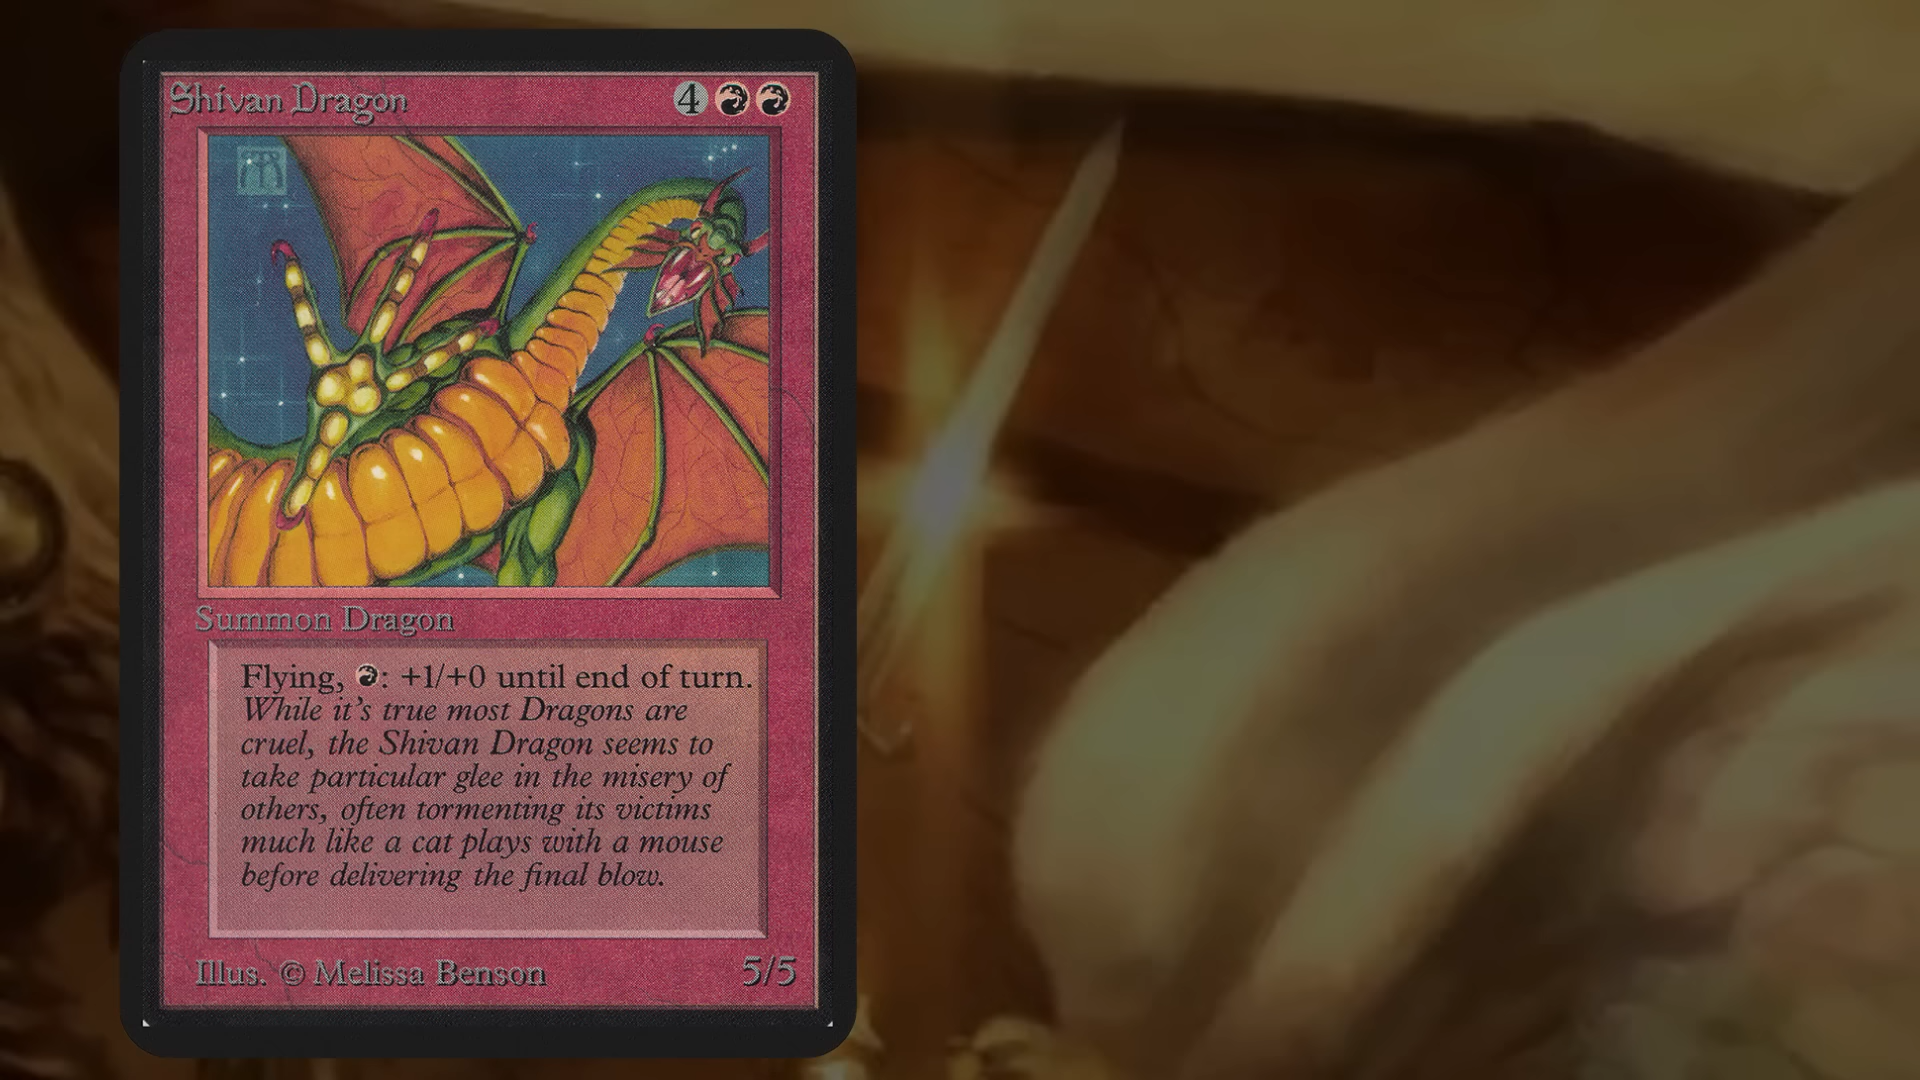 Shivan Dragon 4
Summon Dragon
Flying, : +1/+0 until end of turn.
While it's true most Dragons are
cruel, the Shivan Dragon seems to
take particular glee in the misery of
others, often tormenting its victims
much like a cat plays with a mouse
before delivering the final blow.
Illus. © Melissa Benson 5/5